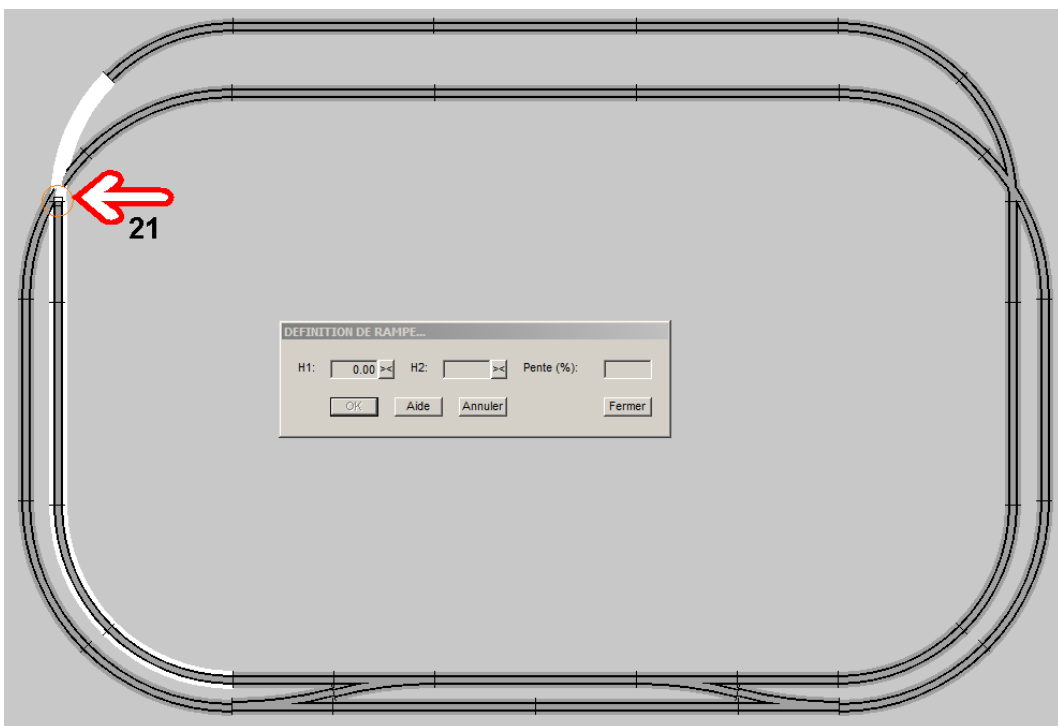 21
DEFINITION DE RAMPE...
H1: 0.00 >< H2: >< Pente (%):
OK Aide Annuler Fermer